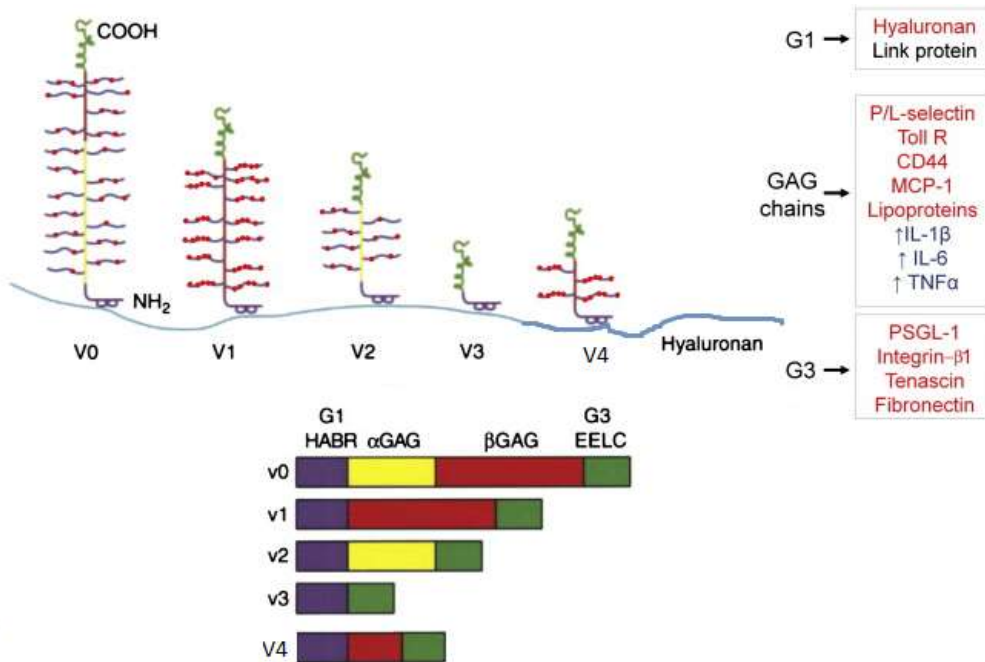 COOH
NH2
V0
V1
V2
V3
V4
Hyaluronan
G1
Hyaluronan
Link protein
GAG
chains
P/L-selectin
Toll R
CD44
MCP-1
Lipoproteins
↑IL-1β
↑ IL-6
↑ TNFα
G3
PSGL-1
Integrin-β1
Tenascin
Fibronectin
G1 G3
HABR αGAG βGAG EELC
v0
v1
v2
v3
V4